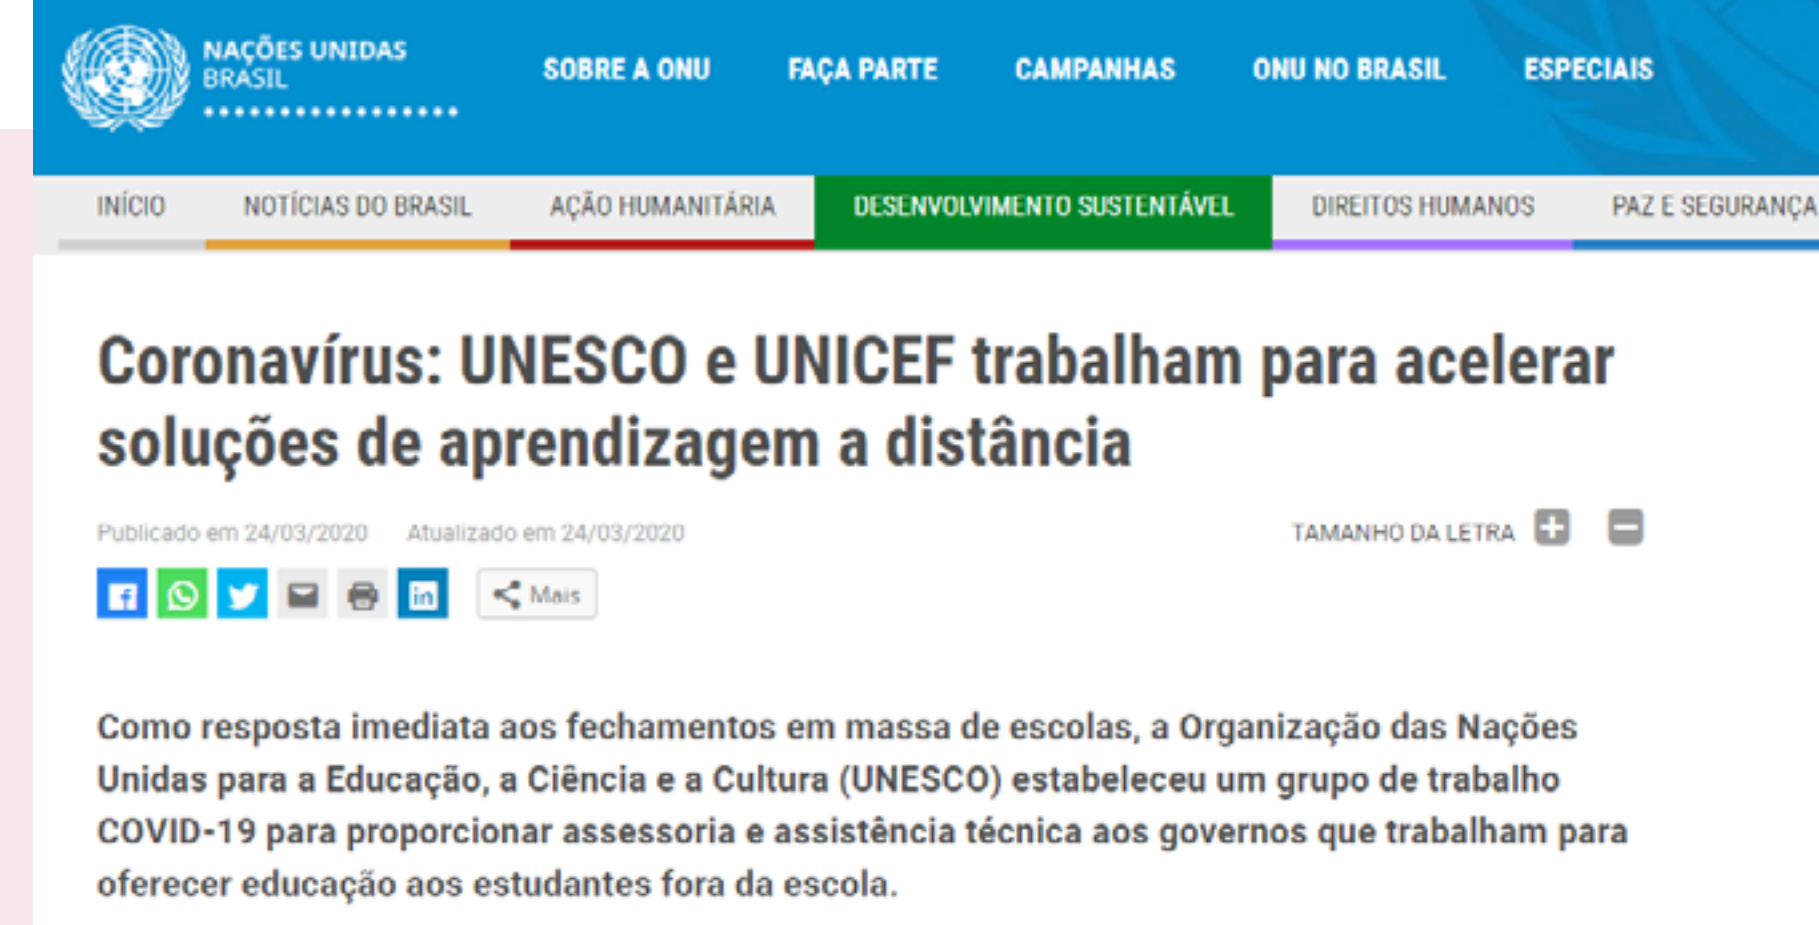 NAÇÕES UNIDAS
BRASIL
SOBRE A ONU FAÇA PARTE CAMPANHAS ONU NO BRASIL ESPECIAIS
INÍCIO NOTÍCIAS DO BRASIL AÇÃO HUMANITÁRIA DESENVOLVIMENTO SUSTENTÁVEL DIREITOS HUMANOS PAZ E SEGURANÇA
Coronavírus: UNESCO e UNICEF trabalham para acelerar
soluções de aprendizagem a distância
Publicado em 24/03/2020 Atualizado em 24/03/2020 TAMANHO DA LETRA
Mais
Como resposta imediata aos fechamentos em massa de escolas, a Organização das Nações
Unidas para a Educação, a Ciência e a Cultura (UNESCO) estabeleceu um grupo de trabalho
COVID-19 para proporcionar assessoria e assistência técnica aos governos que trabalham para
oferecer educação aos estudantes fora da escola.